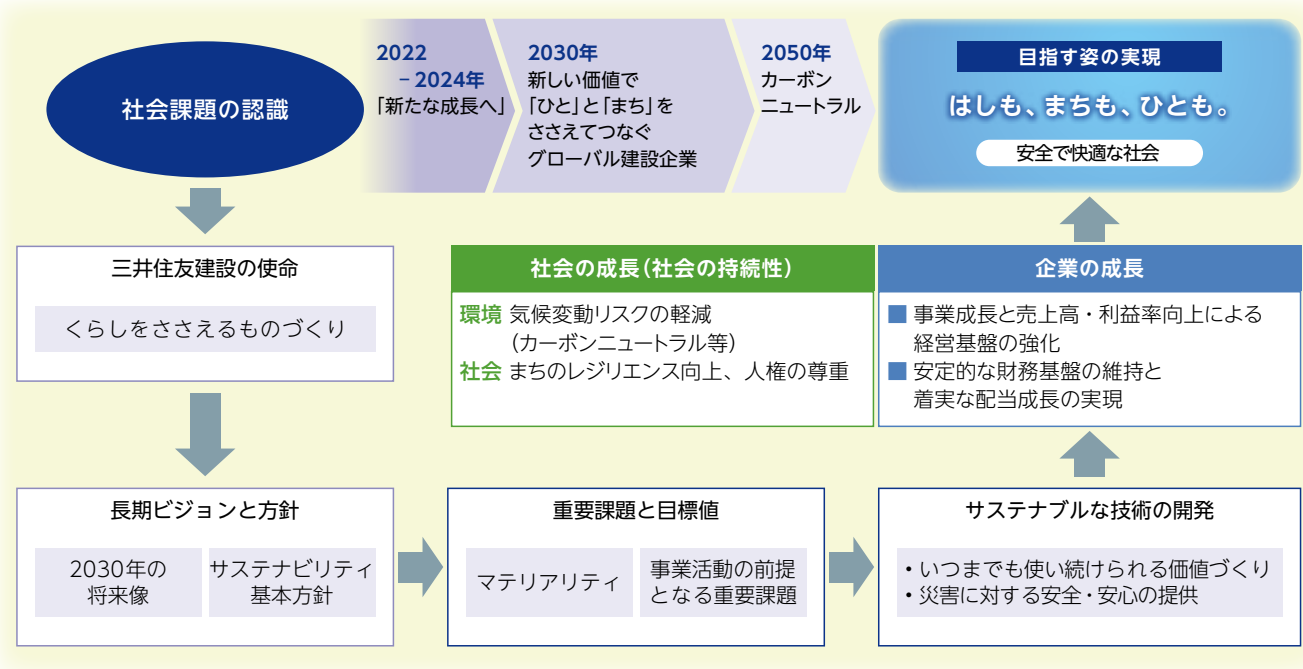 社会課題の認識
2022
－2024年
「新たな成長へ」
2030年
新しい価値で
「ひと」と「まち」を
ささえてつなぐ
グローバル建設企業
2050年
カーボン
ニュートラル
目指す姿の実現
はしも、まちも、ひとも。
安全で快適な社会
三井住友建設の使命
くらしをささえるものづくり
社会の成長（社会の持続性）
環境 気候変動リスクの軽減
（カーボンニュートラル等）
社会 まちのレジリエンス向上、人権の尊重
企業の成長
■ 事業成長と売上高・利益率向上による
経営基盤の強化
■ 安定的な財務基盤の維持と
着実な配当成長の実現
長期ビジョンと方針
2030年の
将来像
サステナビリティ
基本方針
重要課題と目標値
マテリアリティ
事業活動の前提
となる重要課題
サステナブルな技術の開発
・いつまでも使い続けられる価値づくり
・災害に対する安全・安心の提供